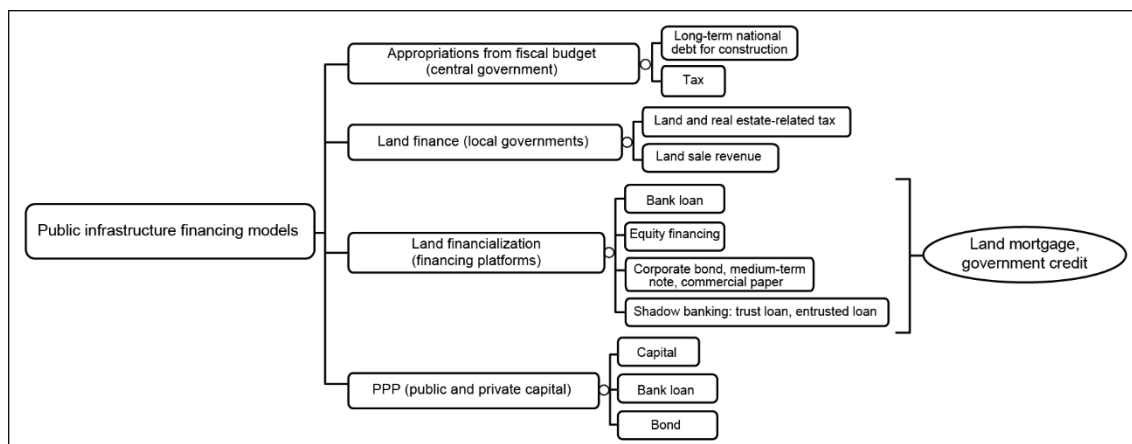 Public infrastructure financing models
Appropriations from fiscal budget
(central government)
Long-term national
debt for construction
Tax
Land finance (local governments)
Land and real estate-related tax
Land sale revenue
Land financialization
(financing platforms)
Bank loan
Equity financing
Corporate bond, medium-term
note, commercial paper
Shadow banking: trust loan, entrusted loan
Land mortgage,
government credit
PPP (public and private capital)
Capital
Bank loan
Bond